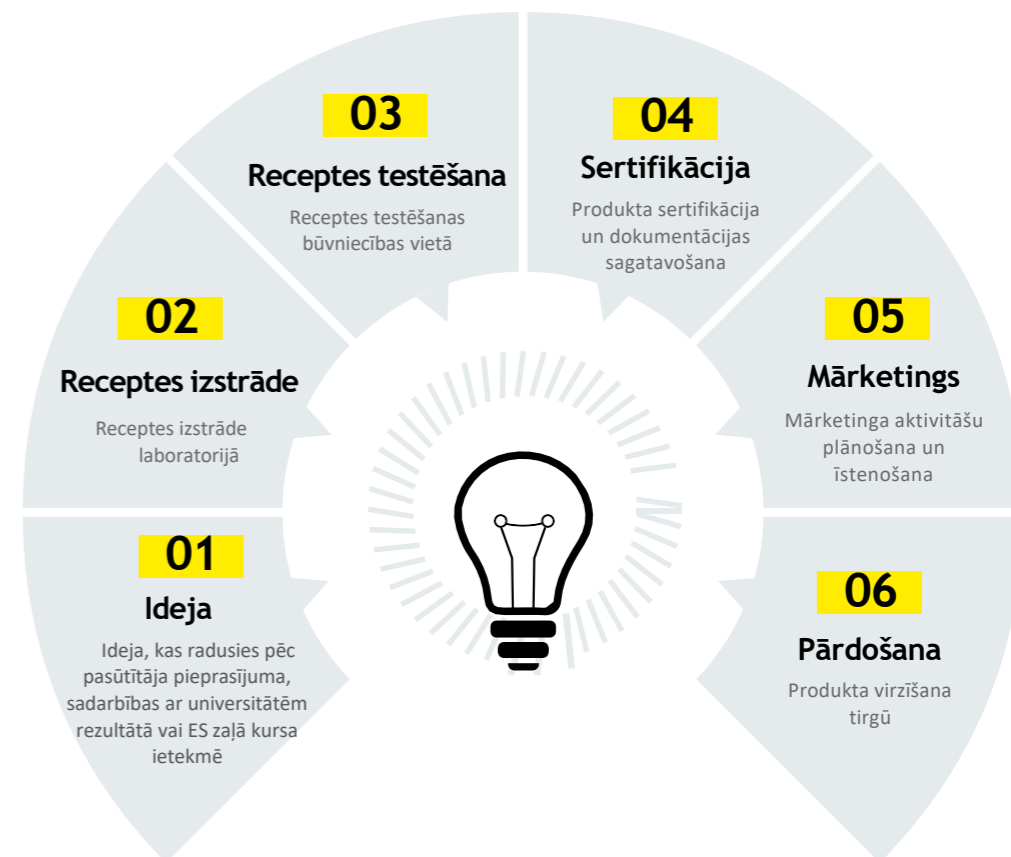 01
Ideja
Ideja, kas radusies pēc
pasūtītāja pieprasījuma,
sadarbības ar universitātēm
rezultātā vai ES zaļā kursa
ietekmē
02
Receptes izstrāde
Receptes izstrāde
laboratorijā
03
Receptes testēšana
Receptes testēšanas
būvniecības vietā
04
Sertifikācija
Produkta sertifikācija
un dokumentācijas
sagatavošana
05
Mārketings
Mārketinga aktivitāšu
plānošana un
īstenošana
06
Pārdošana
Produkta virzīšana
tirgū